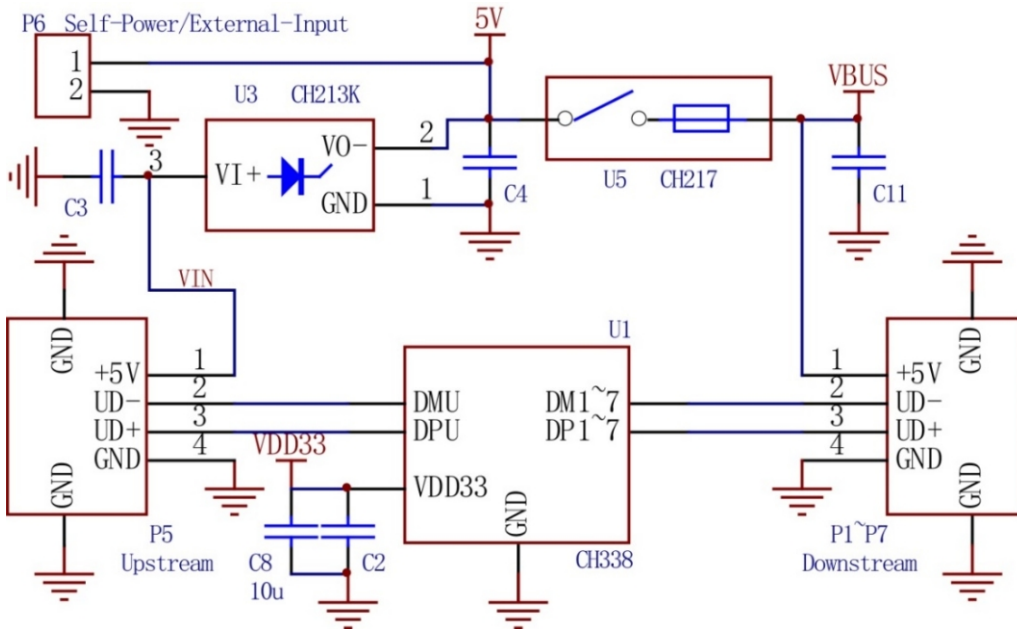 P6 Self-Power/External-Input
5V
1
2
U3 CH213K
VBUS
3
VI+
VO-
2
GND
1
C3
C4
U5 CH217
C11
VIN
GND
+5V
1
UD-
2
UD+
3
GND
4
GND
P5
Upstream
VDD33
C8
10u
C2
U1
DMU
DPU
VDD33
GND
DM1~7
DP1~7
CH338
GND
1
+5V
2
UD-
3
UD+
4
GND
GND
P1~P7
Downstream